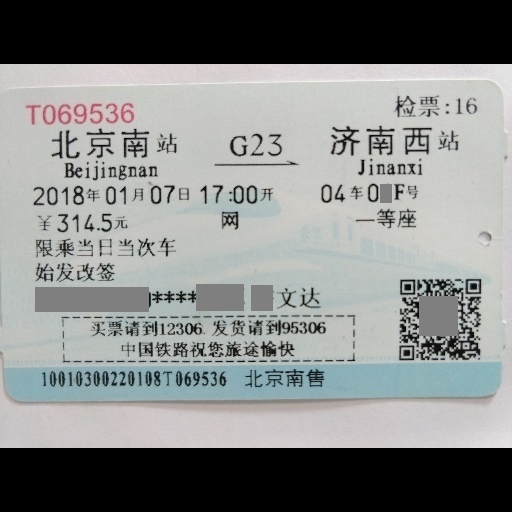 T069536 检票:16
北京南站 G23 济南西站
Beijingnan Jinanxi
2018年01月07日17:00开 04车0 F号
￥314.5元 网 一等座
限乘当日当次车
始发改签
**** 文达
买票请到12306 发货请到95306
中国铁路祝您旅途愉快
10010300220108T069536 北京南售